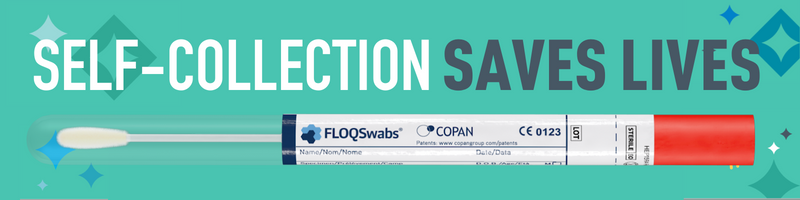 SELF-COLLECTION SAVES LIVES
FLOQSwabs®
COPAN
CE 0123
LOT
STERILE
Patents: www.copangroup.com/patents
Name/Nom/Nome
Date/Data